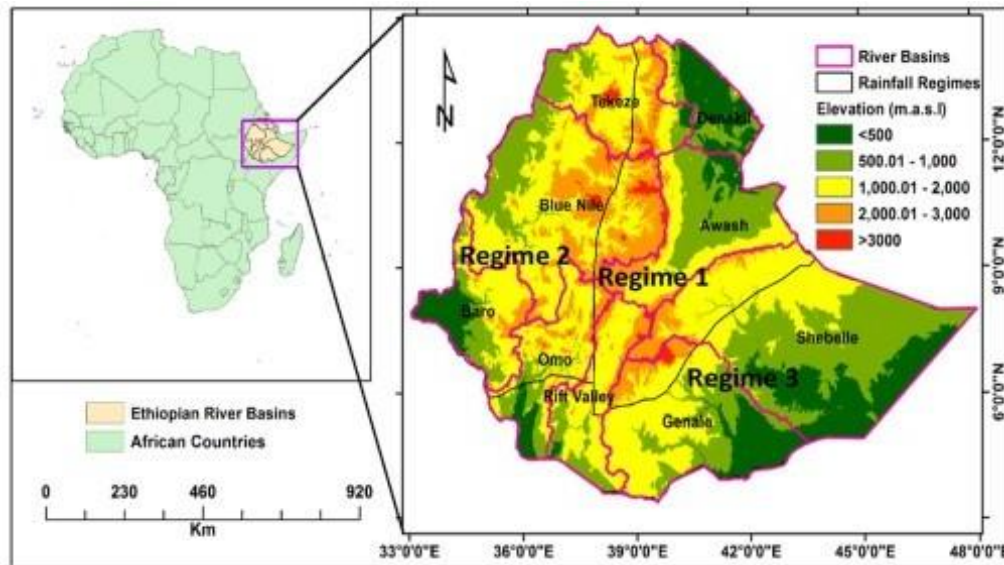 River Basins
Rainfall Regimes
Elevation (m.a.s.l)
<500
500.01 - 1,000
1,000.01 - 2,000
2,000.01 - 3,000
>3000
N
Tekeze
Denakil
Blue Nile
Awash
Regime 2
Regime 1
Baro
Shebelle
Omo
Regime 3
Rift Valley
Genale
12°0'0"N
9°0'0"N
6°0'0"N
Ethiopian River Basins
African Countries
0 230 460 920
Km
33°0'0"E 36°0'0"E 39°0'0"E 42°0'0"E 45°0'0"E 48°0'0"E